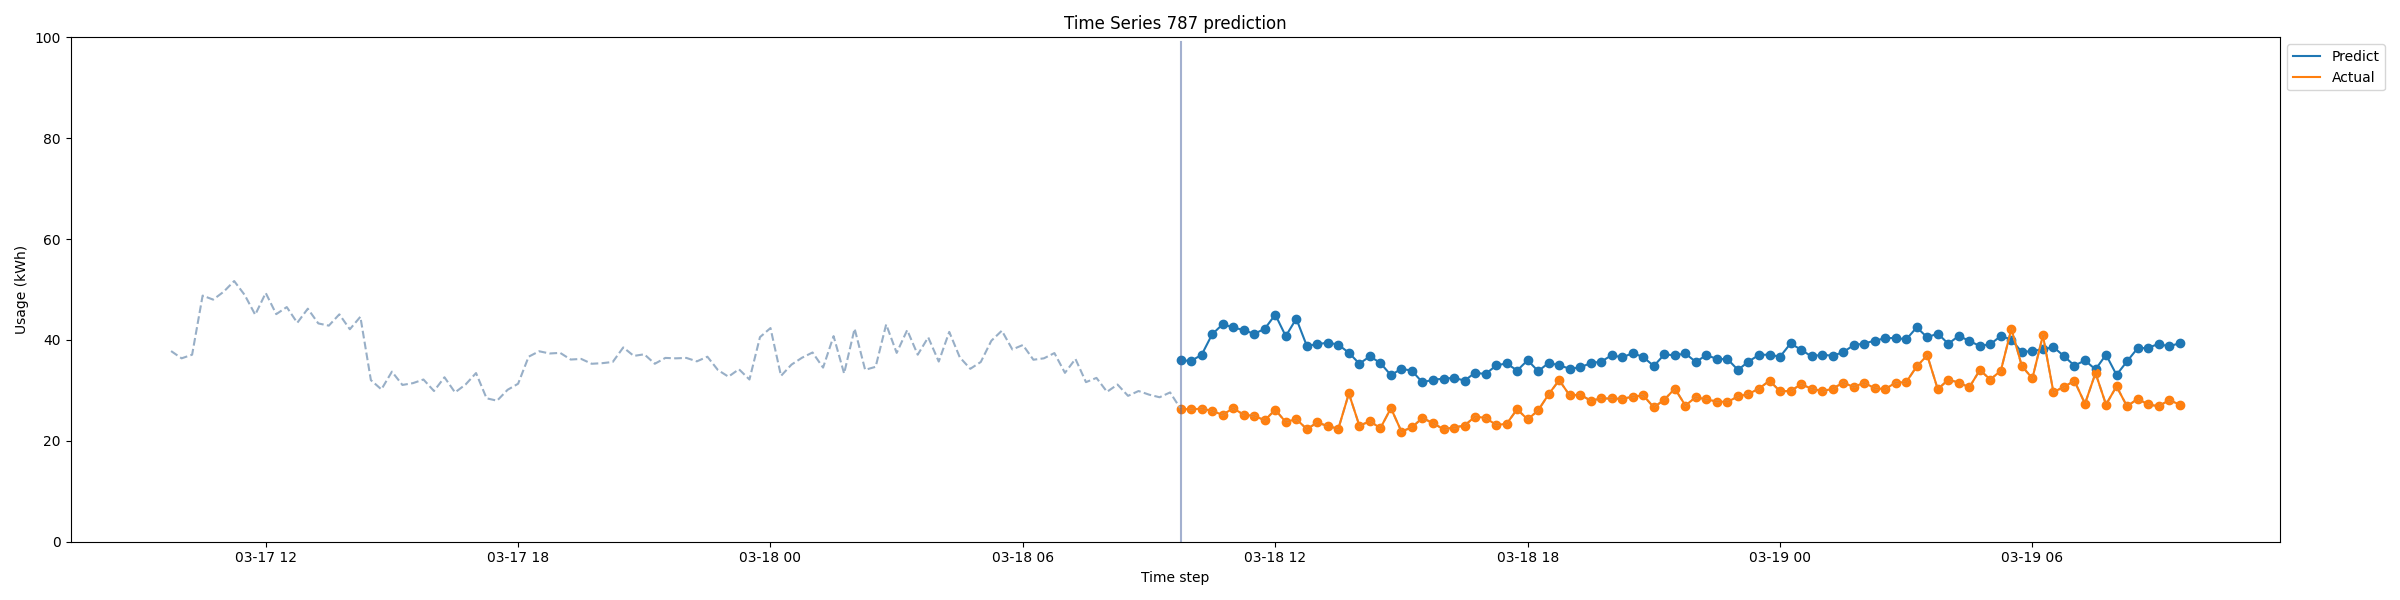 Time Series 787 prediction
Predict
Actual
Usage (kWh)
100
80
60
40
20
0
03-17 12
03-17 18
03-18 00
03-18 06
03-18 12
03-18 18
03-19 00
03-19 06
Time step